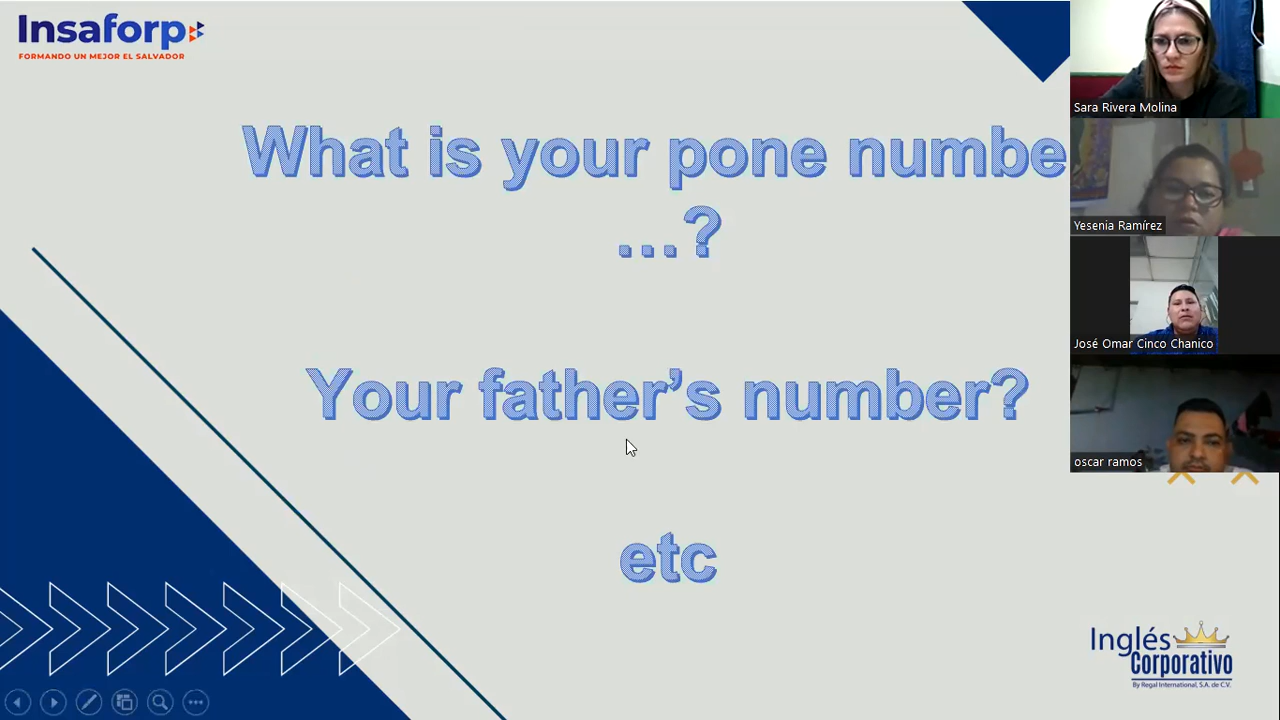 Insaforp
FORMANDO UN MEJOR EL SALVADOR
What is your pone numbe
...?
Your father's number?
etc
Sara Rivera Molina
Yesenia Ramírez
José Omar Cinco Chanico
oscar ramos
Inglés
Corporativo
By Regal International, S.A. de C.V.